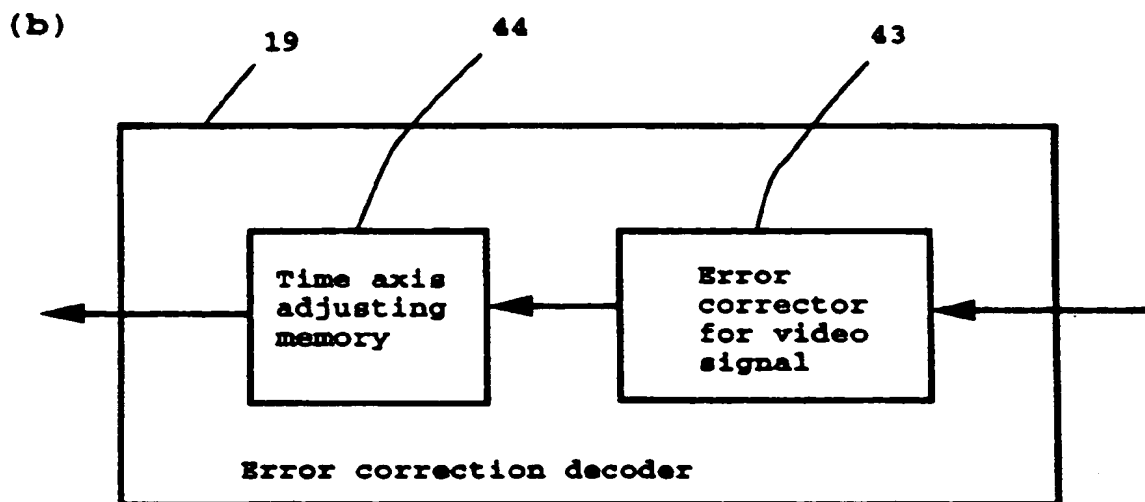 (b)
19
44
43
Time axis
adjusting
memory
Error
corrector
for video
signal
Error correction decoder